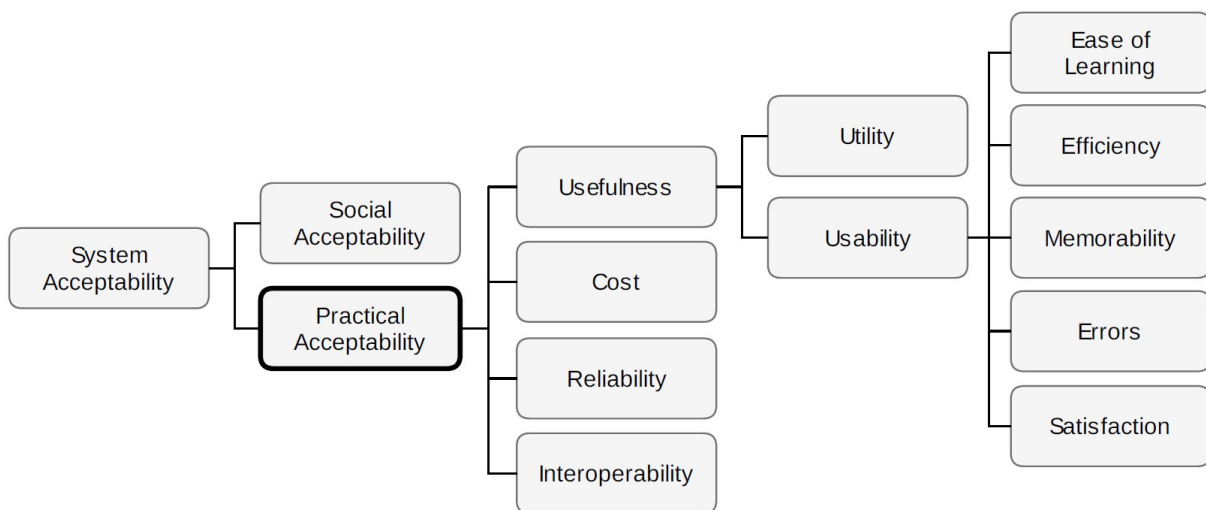 System
Acceptability
Social
Acceptability
Practical
Acceptability
Usefulness
Cost
Reliability
Interoperability
Utility
Usability
Ease of
Learning
Efficiency
Memorability
Errors
Satisfaction